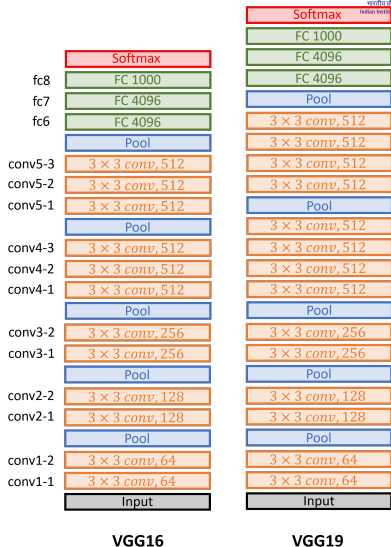 भारतीय प्रौ
Indian Instit
Softmax
fc8 FC 1000
fc7 FC 4096
fc6 FC 4096
Pool
conv5-3 3 × 3 conv, 512
conv5-2 3 × 3 conv, 512
conv5-1 3 × 3 conv, 512
Pool
conv4-3 3 × 3 conv, 512
conv4-2 3 × 3 conv, 512
conv4-1 3 × 3 conv, 512
Pool
conv3-2 3 × 3 conv, 256
conv3-1 3 × 3 conv, 256
Pool
conv2-2 3 × 3 conv, 128
conv2-1 3 × 3 conv, 128
Pool
conv1-2 3 × 3 conv, 64
conv1-1 3 × 3 conv, 64
Input
VGG16
Softmax
FC 1000
FC 4096
FC 4096
Pool
3 × 3 conv, 512
3 × 3 conv, 512
3 × 3 conv, 512
3 × 3 conv, 512
Pool
3 × 3 conv, 512
3 × 3 conv, 512
3 × 3 conv, 512
3 × 3 conv, 512
Pool
3 × 3 conv, 256
3 × 3 conv, 256
Pool
3 × 3 conv, 128
3 × 3 conv, 128
Pool
3 × 3 conv, 64
3 × 3 conv, 64
Input
VGG19